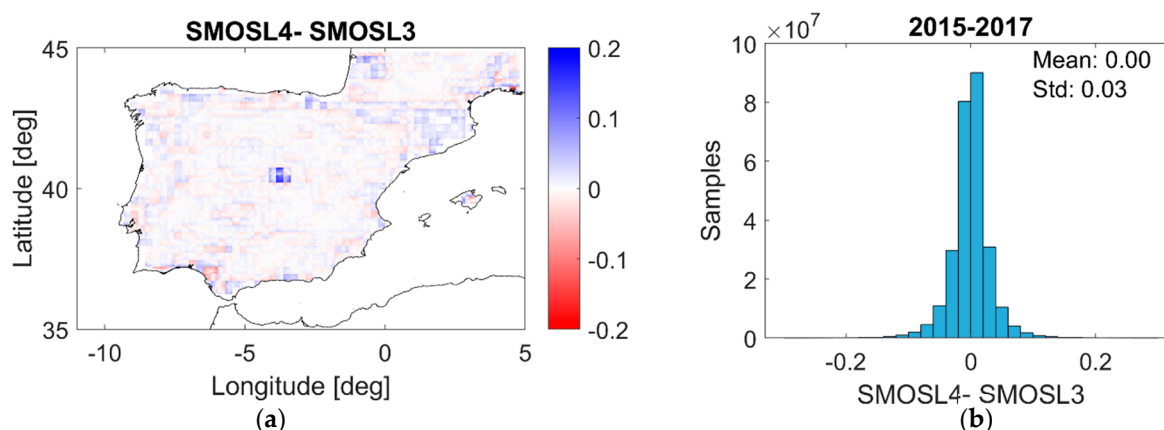 SMOSL4- SMOSL3
45
40
35
Latitude [deg]
-10
-5
0
5
Longitude [deg]
0.2
0.1
0
-0.1
-0.2
(a)
×10⁷
2015-2017
Mean: 0.00
Std: 0.03
10
8
6
4
2
0
Samples
-0.2
0
0.2
SMOSL4- SMOSL3
(b)